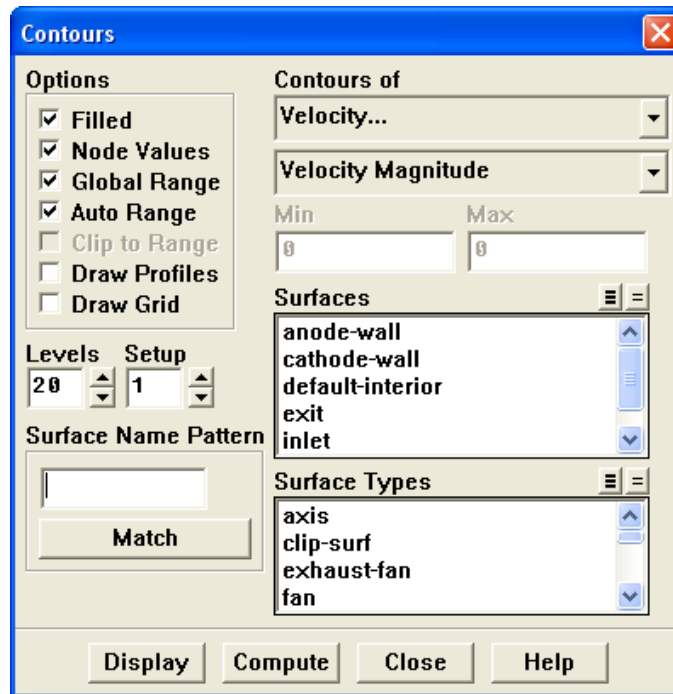 Contours
Options
Filled
Node Values
Global Range
Auto Range
Clip to Range
Draw Profiles
Draw Grid
Levels Setup
20 1
Surface Name Pattern
Match
Contours of
Velocity...
Velocity Magnitude
Min Max
0 0
Surfaces
anode-wall
cathode-wall
default-interior
exit
inlet
Surface Types
axis
clip-surf
exhaust-fan
fan
Display Compute Close Help